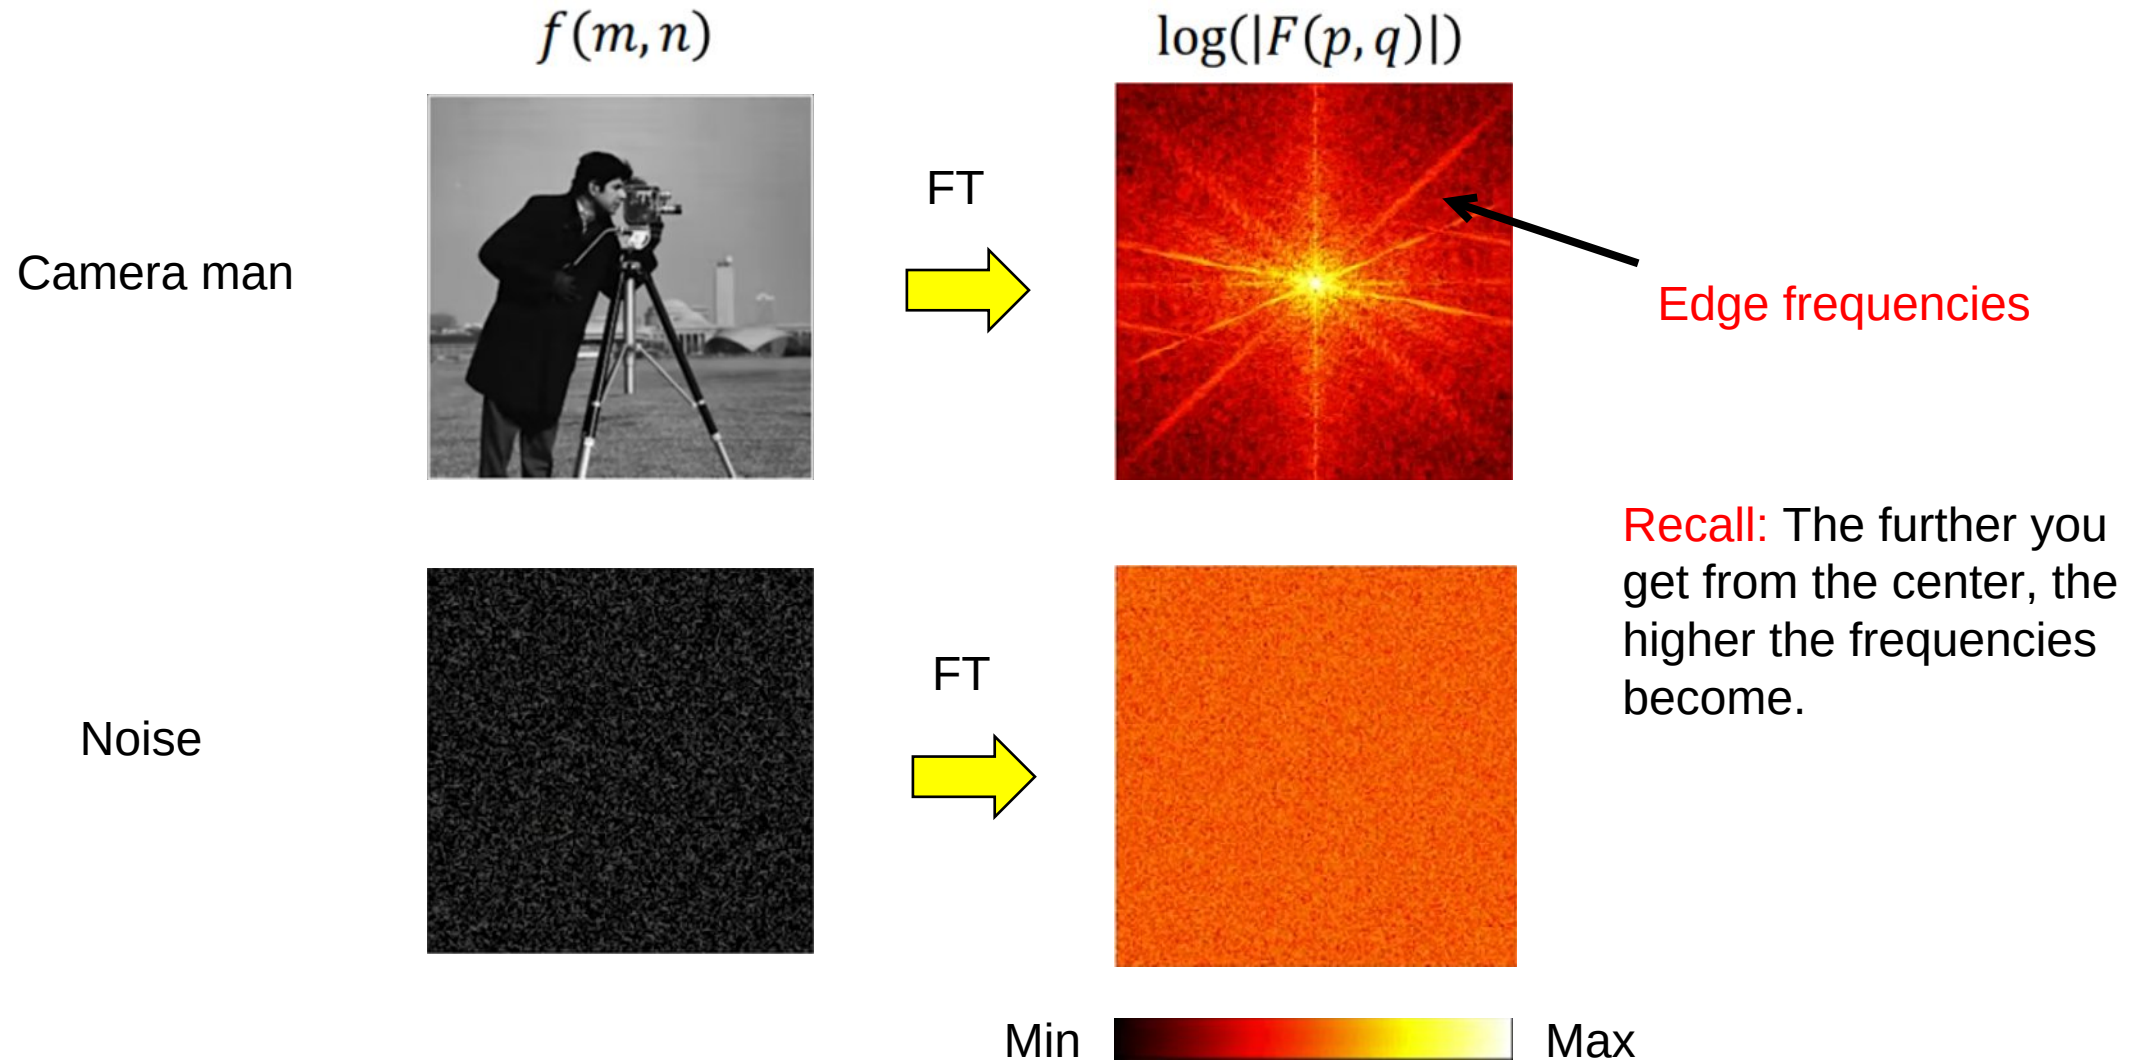 f(m,n)
log(|F(p,q)|)
FT
Camera man
Edge frequencies
Recall: The further you
get from the center, the
higher the frequencies
become.
FT
Noise
Min
Max